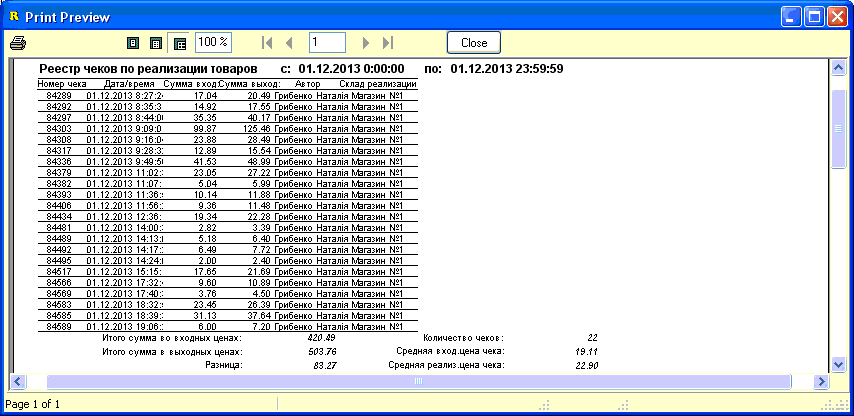 R Print Preview
100 % 1 Close
Реестр чеков по реализации товаров с: 01.12.2013 0:00:00 по: 01.12.2013 23:59:59
Номер чека Дата/время Сумма вход: Сумма выход: Автор Склад реализации
84289 01.12.2013 8:27:2 17.04 20.49 Грибенко Наталія Магазин №1
84292 01.12.2013 8:35:3 14.92 17.55 Грибенко Наталія Магазин №1
84297 01.12.2013 8:44:0 35.35 40.17 Грибенко Наталія Магазин №1
84303 01.12.2013 9:09:0 99.87 125.46 Грибенко Наталія Магазин №1
84308 01.12.2013 9:16:0 23.88 28.49 Грибенко Наталія Магазин №1
84317 01.12.2013 9:28:3 12.89 15.54 Грибенко Наталія Магазин №1
84336 01.12.2013 9:49:5 41.53 48.99 Грибенко Наталія Магазин №1
84379 01.12.2013 11:02: 23.05 27.22 Грибенко Наталія Магазин №1
84382 01.12.2013 11:07: 5.04 5.99 Грибенко Наталія Магазин №1
84393 01.12.2013 11:36: 10.14 11.88 Грибенко Наталія Магазин №1
84406 01.12.2013 11:56: 9.36 11.48 Грибенко Наталія Магазин №1
84434 01.12.2013 12:36: 19.34 22.28 Грибенко Наталія Магазин №1
84481 01.12.2013 14:00: 2.82 3.39 Грибенко Наталія Магазин №1
84489 01.12.2013 14:13: 5.18 6.40 Грибенко Наталія Магазин №1
84492 01.12.2013 14:17: 6.49 7.72 Грибенко Наталія Магазин №1
84495 01.12.2013 14:24: 2.00 2.40 Грибенко Наталія Магазин №1
84517 01.12.2013 15:15: 17.65 21.69 Грибенко Наталія Магазин №1
84566 01.12.2013 17:32: 9.60 10.89 Грибенко Наталія Магазин №1
84569 01.12.2013 17:40: 3.76 4.50 Грибенко Наталія Магазин №1
84583 01.12.2013 18:32: 23.45 26.39 Грибенко Наталія Магазин №1
84585 01.12.2013 18:39: 31.13 37.64 Грибенко Наталія Магазин №1
84589 01.12.2013 19:06: 6.00 7.20 Грибенко Наталія Магазин №1
Итого сумма во входных ценах: 420.49 Количество чеков: 22
Итого сумма в выходных ценах: 503.76 Средняя вход.цена чека: 19.11
Разница: 83.27 Средняя реализ.цена чека: 22.90
Page 1 of 1